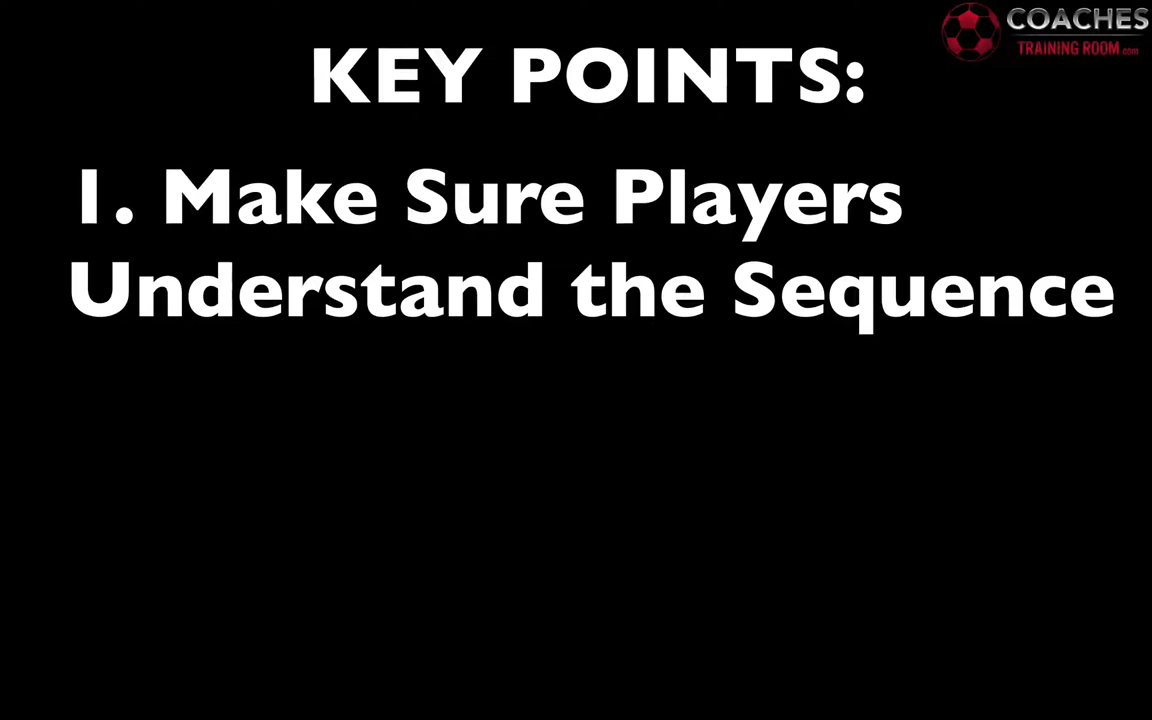 COACHES
TRAINING ROOM.com
KEY POINTS:
1. Make Sure Players
Understand the Sequence